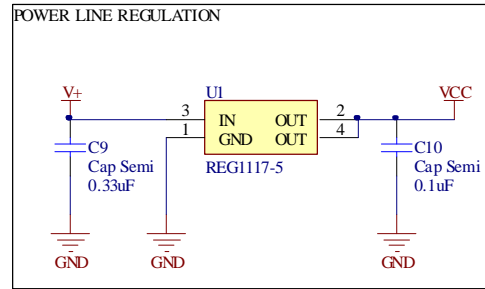 POWER LINE REGULATION
V+
U1
VCC
3
IN
OUT
2
1
GND
OUT
4
REG1117-5
C9
Cap Semi
0.33uF
C10
Cap Semi
0.1uF
GND
GND
GND